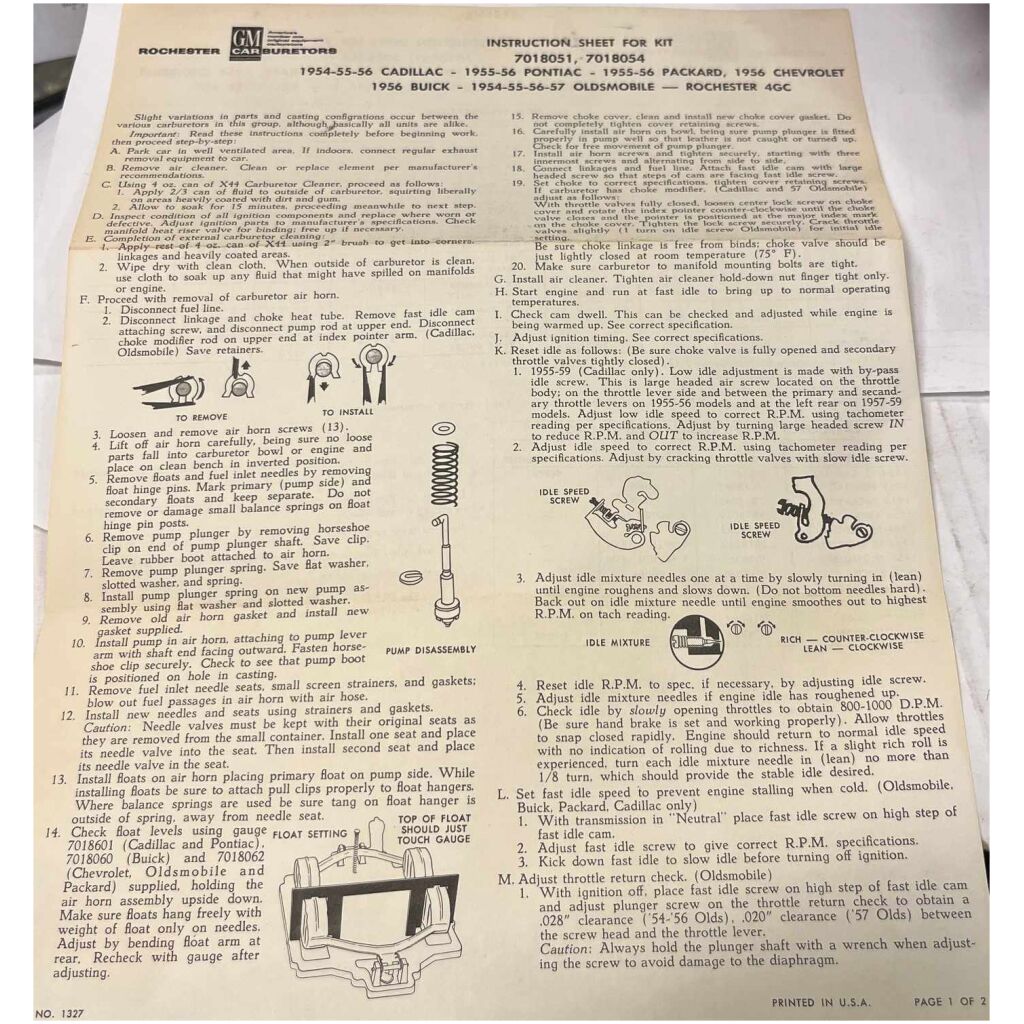 ROCHESTER GM CARBURETORS
America's
number one
original equipment
carburetors
INSTRUCTION SHEET FOR KIT
7018051, 7018054
1954-55-56 CADILLAC - 1955-56 PONTIAC - 1955-56 PACKARD, 1956 CHEVROLET
1956 BUICK - 1954-55-56-57 OLDSMOBILE — ROCHESTER 4GC
Slight variations in parts and casting configrations occur between the
various carburetors in this group, although basically all units are alike.
Important: Read these instructions completely before beginning work,
then proceed step-by-step:
A. Park car in well ventilated area. If indoors, connect regular exhaust
removal equipment to car.
B. Remove air cleaner. Clean or replace element per manufacturer's
recommendations.
C. Using 4 oz. can of X44 Carburetor Cleaner, proceed as follows:
1. Apply 2/3 can of fluid to outside of carburetor, squirting liberally
on areas heavily coated with dirt and gum.
2. Allow to soak for 15 minutes, proceeding meanwhile to next step.
D. Inspect condition of all ignition components and replace where worn or
defective. Adjust ignition parts to manufacturer's specifications. Check
manifold heat riser valve for binding; free up if necessary.
E. Completion of external carburetor cleaning:
1. Apply rest of 4 oz. can of X44 using 2" brush to get into corners,
linkages and heavily coated areas.
2. Wipe dry with clean cloth. When outside of carburetor is clean,
use cloth to soak up any fluid that might have spilled on manifolds
or engine.
F. Proceed with removal of carburetor air horn.
1. Disconnect fuel line.
2. Disconnect linkage and choke heat tube. Remove fast idle cam
attaching screw, and disconnect pump rod at upper end. Disconnect
choke modifier rod on upper end at index pointer arm. (Cadillac,
Oldsmobile) Save retainers.
TO REMOVE
TO INSTALL
3. Loosen and remove air horn screws (13).
4. Lift off air horn carefully, being sure no loose
parts fall into carburetor bowl or engine and
place on clean bench in inverted position.
5. Remove floats and fuel inlet needles by removing
float hinge pins. Mark primary (pump side) and
secondary floats and keep separate. Do not
remove or damage small balance springs on float
hinge pin posts.
6. Remove pump plunger by removing horseshoe
clip on end of pump plunger shaft. Save clip.
Leave rubber boot attached to air horn.
7. Remove pump plunger spring. Save flat washer,
slotted washer, and spring.
8. Install pump plunger spring on new pump as-
sembly using flat washer and slotted washer.
9. Remove old air horn gasket and install new
gasket supplied.
10. Install pump in air horn, attaching to pump lever
arm with shaft end facing outward. Fasten horse-
shoe clip securely. Check to see that pump boot
is positioned on hole in casting.
PUMP DISASSEMBLY
11. Remove fuel inlet needle seats, small screen strainers, and gaskets;
blow out fuel passages in air horn with air hose.
12. Install new needles and seats using strainers and gaskets.
Caution: Needle valves must be kept with their original seats as
they are removed from the small container. Install one seat and place
its needle valve into the seat. Then install second seat and place
its needle valve in the seat.
13. Install floats on air horn placing primary float on pump side. While
installing floats be sure to attach pull clips properly to float hangers.
Where balance springs are used be sure tang on float hanger is
outside of spring, away from needle seat.
14. Check float levels using gauge
7018601 (Cadillac and Pontiac),
7018060 (Buick) and 7018062
(Chevrolet, Oldsmobile and
Packard) supplied, holding the
air horn assembly upside down.
Make sure floats hang freely with
weight of float only on needles.
Adjust by bending float arm at
rear. Recheck with gauge after
adjusting.
FLOAT SETTING
TOP OF FLOAT
SHOULD JUST
TOUCH GAUGE
15. Remove choke cover, clean and install new choke cover gasket. Do
not completely tighten cover retaining screws.
16. Carefully install air horn on bowl, being sure pump plunger is fitted
properly in pump well so that leather is not caught or turned up.
Check for free movement of pump plunger.
17. Install air horn screws and tighten securely, starting with three
innermost screws and alternating from side to side.
18. Connect linkages and fuel line. Attach fast idle cam with large
headed screw so that steps of cam are facing fast idle screw.
19. Set choke to correct specifications, tighten cover retaining screws.
If carburetor has choke modifier, (Cadillac and 57 Oldsmobile)
adjust as follows:
With throttle valves fully closed, loosen center lock screw on choke
cover and rotate the index pointer counter-clockwise until the choke
valve closes and the pointer is positioned at the major index mark
on the choke cover. Tighten the lock screw securely. Crack throttle
valves slightly (1 turn on idle screw Oldsmobile) for initial idle
setting.
Be sure choke linkage is free from binds; choke valve should be
just lightly closed at room temperature (75° F).
20. Make sure carburetor to manifold mounting bolts are tight.
G. Install air cleaner. Tighten air cleaner hold-down nut finger tight only.
H. Start engine and run at fast idle to bring up to normal operating
temperatures.
I. Check cam dwell. This can be checked and adjusted while engine is
being warmed up. See correct specification.
J. Adjust ignition timing. See correct specifications.
K. Reset idle as follows: (Be sure choke valve is fully opened and secondary
throttle valves tightly closed).
1. 1955-59 (Cadillac only). Low idle adjustment is made with by-pass
idle screw. This is large headed air screw located on the throttle
body; on the throttle lever side and between the primary and second-
ary throttle levers on 1955-56 models and at the left rear on 1957-59
models. Adjust low idle speed to correct R.P.M. using tachometer
reading per specifications. Adjust by turning large headed screw IN
to reduce R.P.M. and OUT to increase R.P.M.
2. Adjust idle speed to correct R.P.M. using tachometer reading per
specifications. Adjust by cracking throttle valves with slow idle screw.
IDLE SPEED
SCREW
IDLE SPEED
SCREW
3. Adjust idle mixture needles one at a time by slowly turning in (lean)
until engine roughens and slows down. (Do not bottom needles hard).
Back out on idle mixture needle until engine smoothes out to highest
R.P.M. on tach reading.
IDLE MIXTURE
RICH — COUNTER-CLOCKWISE
LEAN — CLOCKWISE
4. Reset idle R.P.M. to spec, if necessary, by adjusting idle screw.
5. Adjust idle mixture needles if engine idle has roughened up.
6. Check idle by slowly opening throttles to obtain 800-1000 D.P.M.
(Be sure hand brake is set and working properly). Allow throttles
to snap closed rapidly. Engine should return to normal idle speed
with no indication of rolling due to richness. If a slight rich roll is
experienced, turn each idle mixture needle in (lean) no more than
1/8 turn, which should provide the stable idle desired.
L. Set fast idle speed to prevent engine stalling when cold. (Oldsmobile,
Buick, Packard, Cadillac only)
1. With transmission in "Neutral" place fast idle screw on high step of
fast idle cam.
2. Adjust fast idle screw to give correct R.P.M. specifications.
3. Kick down fast idle to slow idle before turning off ignition.
M. Adjust throttle return check. (Oldsmobile)
1. With ignition off, place fast idle screw on high step of fast idle cam
and adjust plunger screw on the throttle return check to obtain a
.028" clearance ('54-'56 Olds), .020" clearance ('57 Olds) between
the screw head and the throttle lever.
Caution: Always hold the plunger shaft with a wrench when adjust-
ing the screw to avoid damage to the diaphragm.
NO. 1327
PRINTED IN U.S.A.
PAGE 1 OF 2